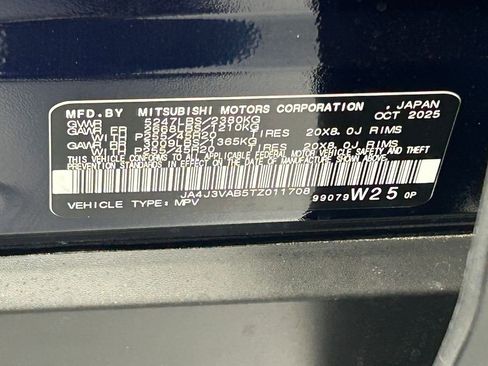 MFD.BY MITSUBISHI MOTORS CORPORATION , JAPAN
GVWR 5247LBS/2380KG OCT 2025
GAWR FR 2668LBS/1210KG
WITH P255/45R20 TIRES 20X8.0J RIMS
GAWR RR 3009LBS/1365KG
WITH P255/45R20 TIRES 20X8.0J RIMS
THIS VEHICLE CONFORMS TO ALL APPLICABLE FEDERAL MOTOR VEHICLE SAFETY, BUMPER, AND THEFT
PREVENTION STANDARDS IN EFFECT ON THE DATE OF MANUFACTURE SHOWN ABOVE.
JA4J3VAB5TZ011708
VEHICLE TYPE: MPV 99079 W25 0P